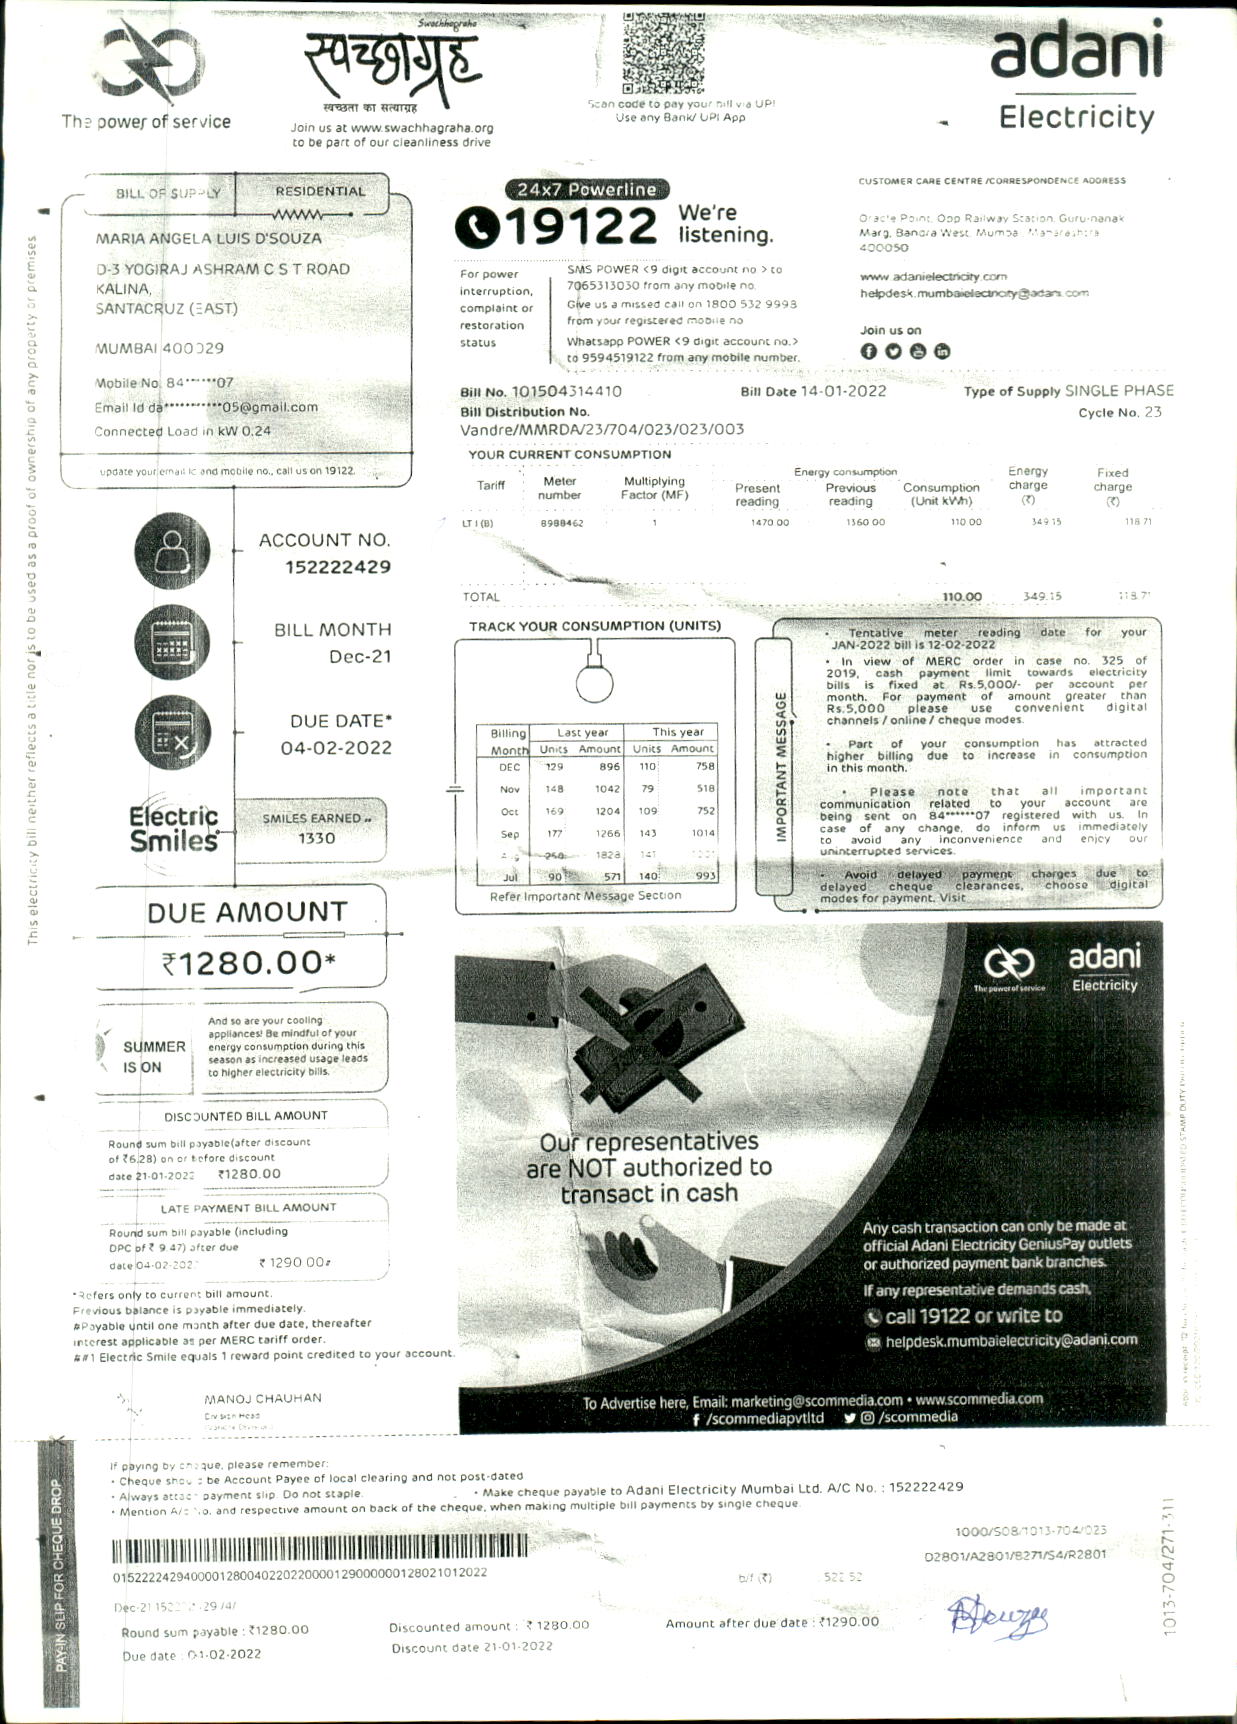 The power of service
Swachhagraha
स्वच्छाग्रह
स्वच्छता का सत्याग्रह
Join us at www.swachhagraha.org
to be part of our cleanliness drive
Scan code to pay your bill via UPI
Use any Bank/ UPI App
adani
Electricity
BILL OF SUPPLY
RESIDENTIAL
MARIA ANGELA LUIS D'SOUZA
D-3 YOGIRAJ ASHRAM C S T ROAD
KALINA,
SANTACRUZ (EAST)
MUMBAI 400029
Mobile No. 84******07
Email Id da***********05@gmail.com
Connected Load in kW 0.24
update your email id and mobile no., call us on 19122.
24x7 Powerline
19122 We're listening.
For power
interruption,
complaint or
restoration
status
SMS POWER <9 digit account no > to
7065313030 from any mobile no.
Give us a missed call on 1800 532 9998
from your registered mobile no
Whatsapp POWER <9 digit account no.>
to 9594519122 from any mobile number.
CUSTOMER CARE CENTRE /CORRESPONDENCE ADDRESS
Oracle Point, Opp Railway Station, Guru-nanak
Marg, Bandra West, Mumbai, Maharashtra
400050
www.adanielectricity.com
helpdesk.mumbaielectricity@adani.com
Join us on
Bill No. 101504314410
Bill Date 14-01-2022
Type of Supply SINGLE PHASE
Bill Distribution No.
Cycle No. 23
Vandre/MMRDA/23/704/023/023/003
YOUR CURRENT CONSUMPTION
Tariff
Meter number
Multiplying Factor (MF)
Energy consumption
Present reading
Previous reading
Consumption (Unit kWh)
Energy charge (₹)
Fixed charge (₹)
LT I (B) 8988462 1 1470.00 1360.00 110.00 349.15 118.71
TOTAL 110.00 349.15 118.71
ACCOUNT NO.
152222429
BILL MONTH
Dec-21
DUE DATE*
04-02-2022
Electric
Smiles
SMILES EARNED ##
1330
TRACK YOUR CONSUMPTION (UNITS)
Billing Month Last year This year
Units Amount Units Amount
DEC 129 896 110 758
Nov 148 1042 79 518
Oct 169 1204 109 752
Sep 177 1266 143 1014
Aug 250 1828 141
Jul 90 571 140 993
Refer Important Message Section
IMPORTANT MESSAGE
• Tentative meter reading date for your
JAN-2022 bill is 12-02-2022
• In view of MERC order in case no. 325 of
2019, cash payment limit towards electricity
bills is fixed at Rs.5,000/- per account per
month. For payment of amount greater than
Rs.5,000 please use convenient digital
channels / online / cheque modes.
• Part of your consumption has attracted
higher billing due to increase in consumption
in this month.
• Please note that all important
communication related to your account are
being sent on 84******07 registered with us. In
case of any change, do inform us immediately
to avoid any inconvenience and enjoy our
uninterrupted services.
• Avoid delayed payment charges due to
delayed cheque clearances, choose digital
modes for payment. Visit
DUE AMOUNT
₹1280.00*
SUMMER
IS ON
And so are your cooling
appliances! Be mindful of your
energy consumption during this
season as increased usage leads
to higher electricity bills.
DISCOUNTED BILL AMOUNT
Round sum bill payable(after discount
of ₹6.28) on or before discount
date 21-01-2022 ₹1280.00
LATE PAYMENT BILL AMOUNT
Round sum bill payable (including
DPC of ₹ 9.47) after due
date 04-02-2022 ₹ 1290.00#
*Refers only to current bill amount.
Previous balance is payable immediately.
#Payable until one month after due date, thereafter
interest applicable as per MERC tariff order.
##1 Electric Smile equals 1 reward point credited to your account.
MANOJ CHAUHAN
Division Head
This electricity bill neither reflects a title nor is to be used as a proof of ownership of any property or premises
The power of service
adani
Electricity
Our representatives
are NOT authorized to
transact in cash
Any cash transaction can only be made at
official Adani Electricity GeniusPay outlets
or authorized payment bank branches.
If any representative demands cash,
call 19122 or write to
helpdesk.mumbaielectricity@adani.com
To Advertise here, Email: marketing@scommedia.com • www.scommedia.com
/scommediapvtltd /scommedia
PAY-IN SLIP FOR CHEQUE DROP
If paying by cheque, please remember:
• Cheque should be Account Payee of local clearing and not post-dated
• Always attach payment slip. Do not staple.
• Make cheque payable to Adani Electricity Mumbai Ltd. A/C No. : 152222429
• Mention A/c No. and respective amount on back of the cheque, when making multiple bill payments by single cheque.
1000/S08/1013-704/023
D2801/A2801/B271/S4/R2801
1013-704/271-311
b/f (₹) 522.52
Round sum payable : ₹1280.00
Discounted amount : ₹ 1280.00
Amount after due date : ₹1290.00
Due date : 04-02-2022
Discount date 21-01-2022